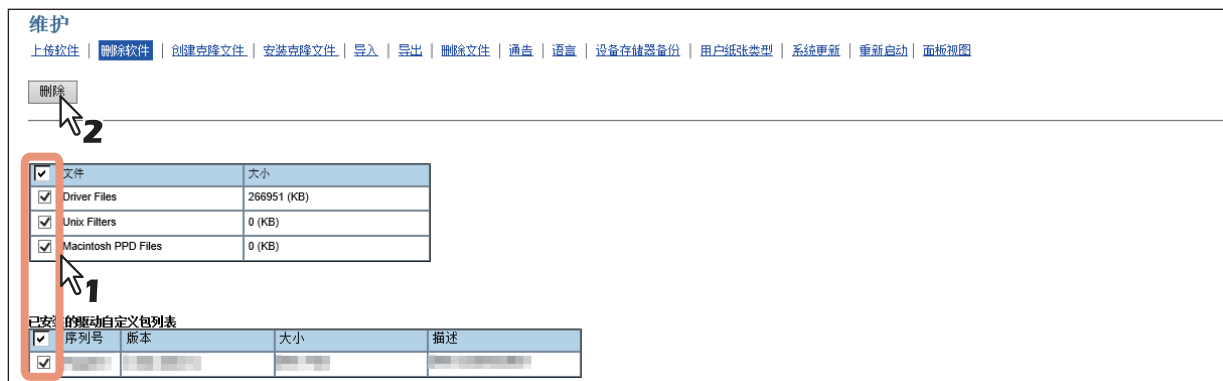 维护
上传软件 | 删除软件 | 创建克隆文件 | 安装克隆文件 | 导入 | 导出 | 删除文件 | 通告 | 语言 | 设备存储器备份 | 用户纸张类型 | 系统更新 | 重新启动 | 面板视图
删除
2
文件 大小
Driver Files 266951 (KB)
Unix Filters 0 (KB)
Macintosh PPD Files 0 (KB)
1
已安装的驱动自定义包列表
序列号 版本 大小 描述